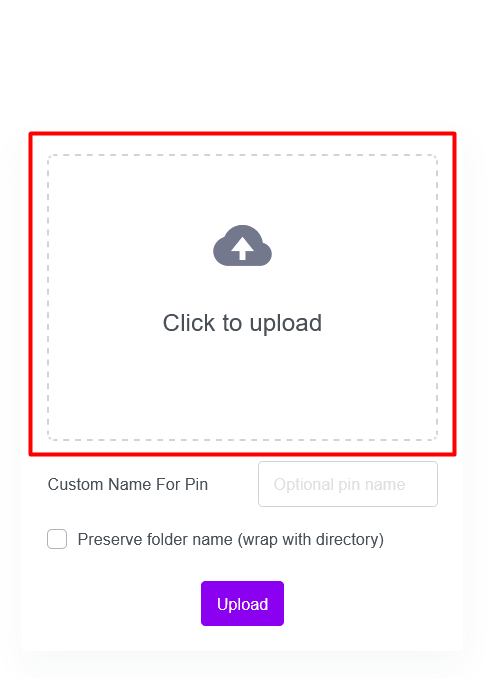 Click to upload
Custom Name For Pin
Optional pin name
Preserve folder name (wrap with directory)
Upload